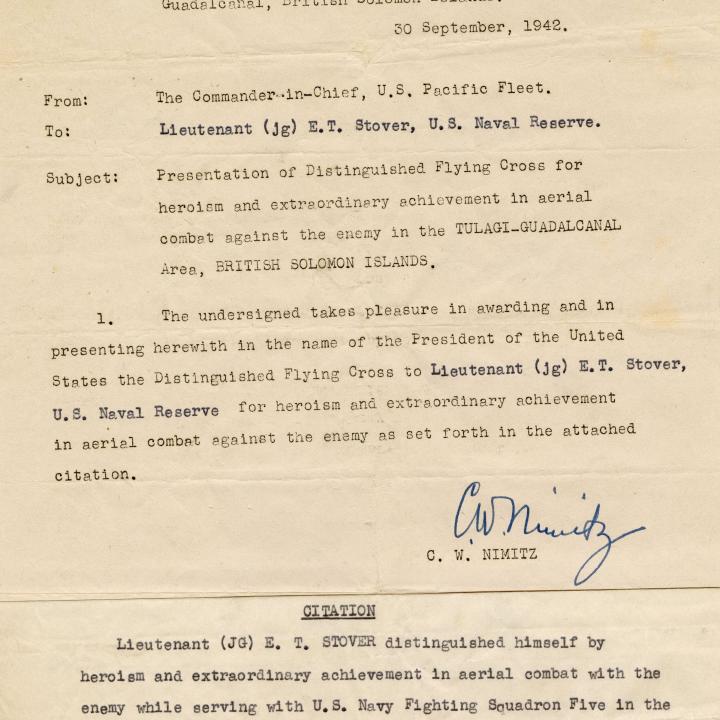 Guadalcanal, British Solomon Islands.
30 September, 1942.
From: The Commander-in-Chief, U.S. Pacific Fleet.
To: Lieutenant (jg) E.T. Stover, U.S. Naval Reserve.
Subject: Presentation of Distinguished Flying Cross for
heroism and extraordinary achievement in aerial
combat against the enemy in the TULAGI-GUADALCANAL
Area, BRITISH SOLOMON ISLANDS.
1. The undersigned takes pleasure in awarding and in
presenting herewith in the name of the President of the United
States the Distinguished Flying Cross to Lieutenant (jg) E.T. Stover,
U.S. Naval Reserve for heroism and extraordinary achievement
in aerial combat against the enemy as set forth in the attached
citation.
C.W. Nimitz
C. W. NIMITZ
CITATION
Lieutenant (JG) E. T. STOVER distinguished himself by
heroism and extraordinary achievement in aerial combat with the
enemy while serving with U.S. Navy Fighting Squadron Five in the